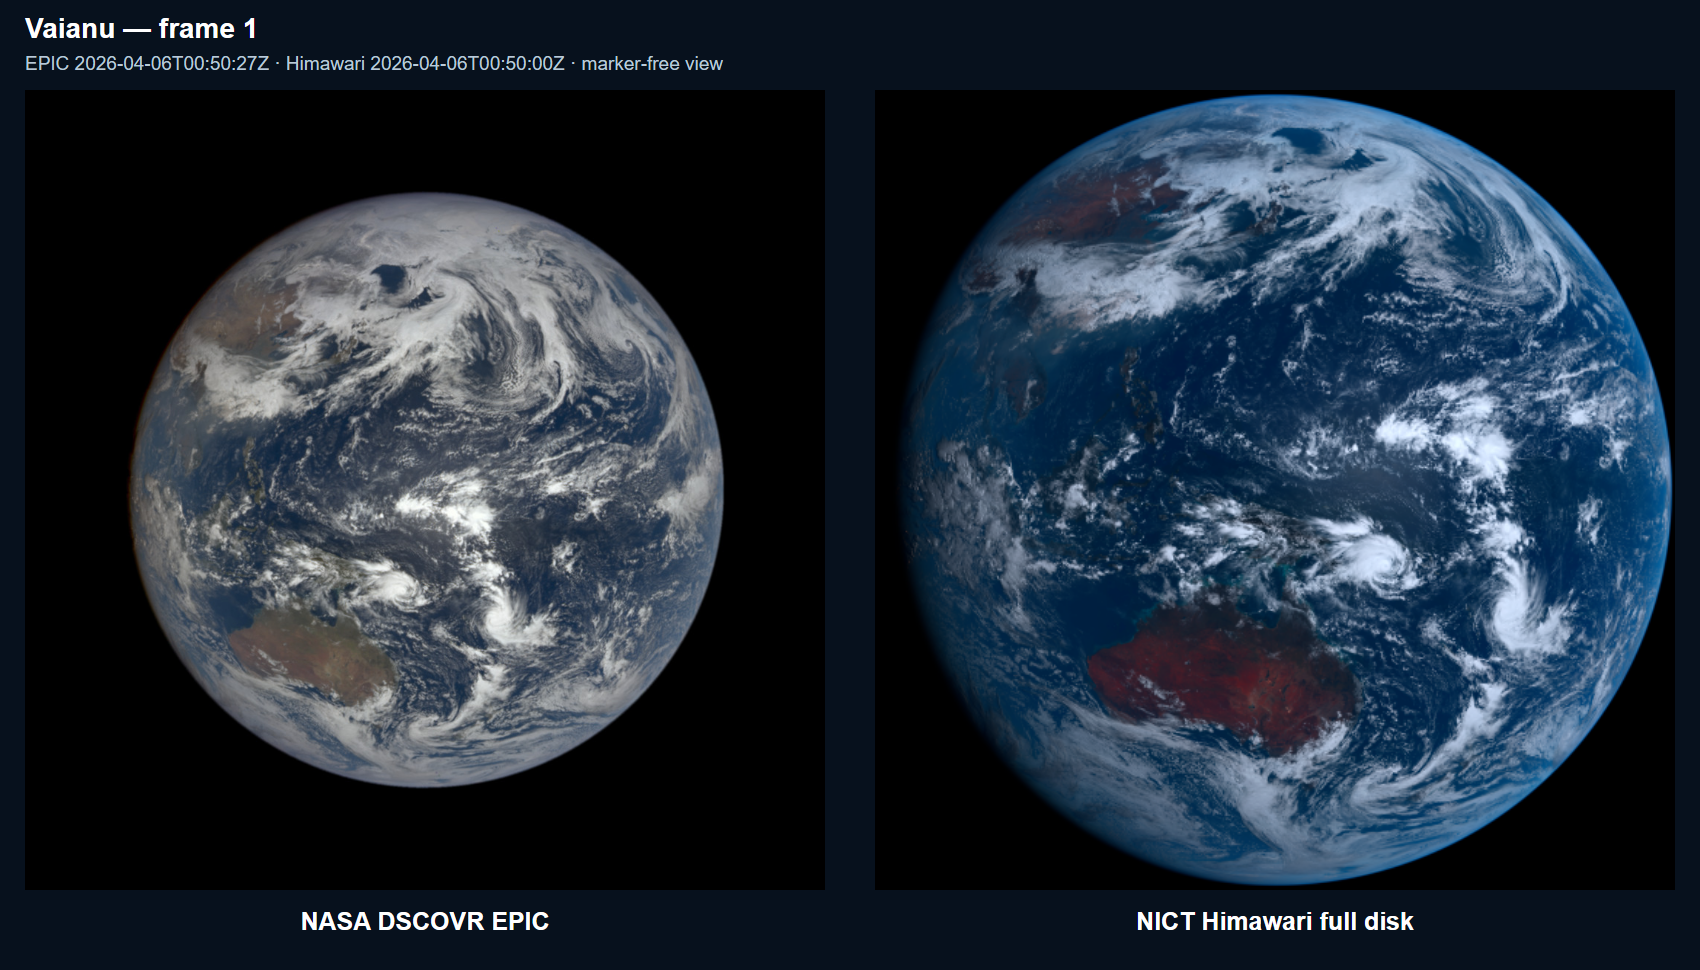 Vaianu — frame 1
EPIC 2026-04-06T00:50:27Z · Himawari 2026-04-06T00:50:00Z · marker-free view
NASA DSCOVR EPIC
NICT Himawari full disk